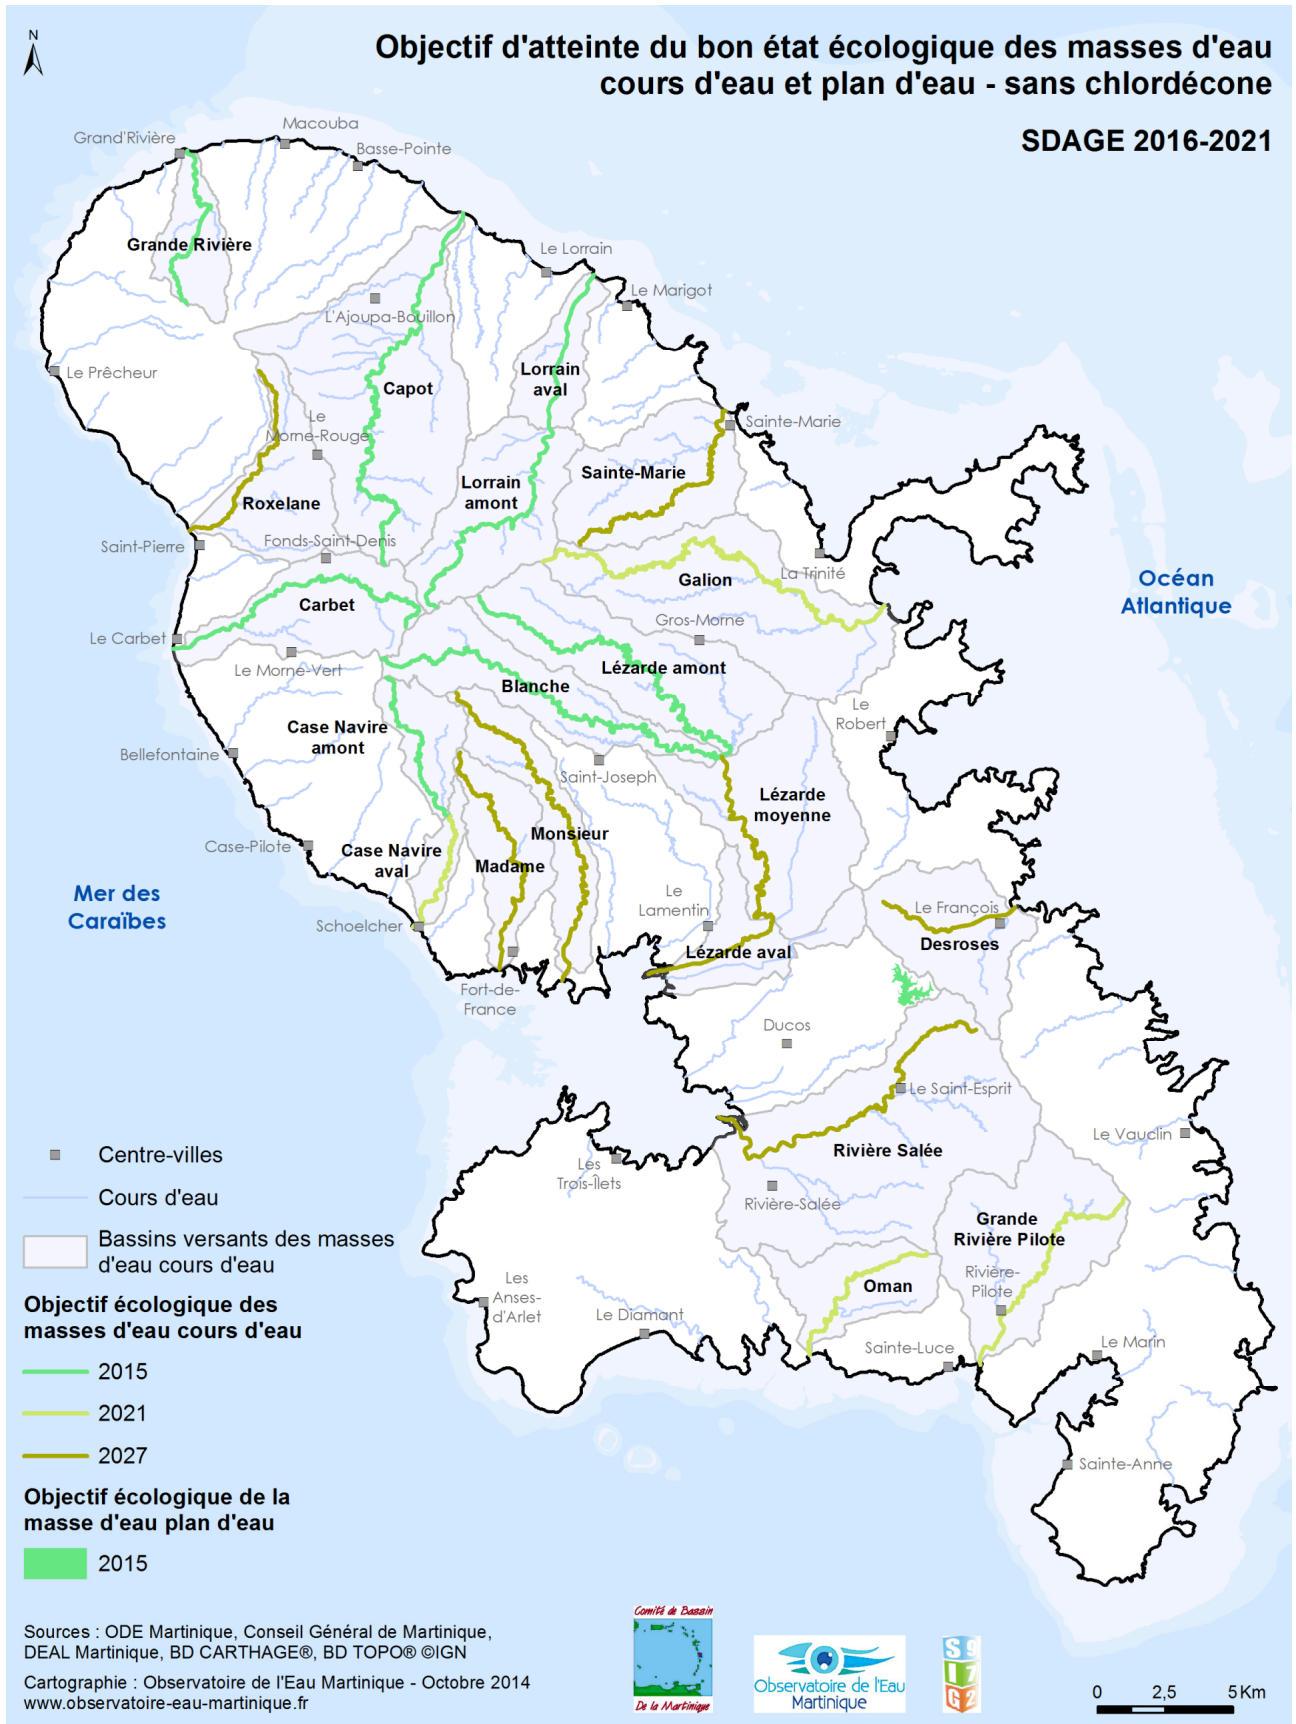 N
Objectif d'atteinte du bon état écologique des masses d'eau
cours d'eau et plan d'eau - sans chlordécone
SDAGE 2016-2021
Grand'Rivière
Macouba
Basse-Pointe
Grande Rivière
Le Lorrain
Le Marigot
L'Ajoupa-Bouillon
Le Prêcheur
Capot
Lorrain
aval
Le
Morne-Rouge
Sainte-Marie
Sainte-Marie
Lorrain
amont
Roxelane
Saint-Pierre
Fonds-Saint-Denis
La Trinité
Galion
Océan
Atlantique
Carbet
Gros-Morne
Le Carbet
Le Morne-Vert
Lézarde amont
Blanche
Case Navire
amont
Le
Robert
Bellefontaine
Saint-Joseph
Lézarde
moyenne
Monsieur
Case-Pilote
Case Navire
aval
Madame
Mer des
Caraïbes
Le
Lamentin
Le François
Schoelcher
Desroses
Lézarde aval
Fort-de-
France
Ducos
Le Saint-Esprit
Le Vauclin
Rivière Salée
Les
Trois-Îlets
Rivière-Salée
Grande
Rivière Pilote
Rivière-
Pilote
Oman
Les
Anses-
d'Arlet
Le Diamant
Sainte-Luce
Le Marin
Sainte-Anne
Centre-villes
Cours d'eau
Bassins versants des masses
d'eau cours d'eau
Objectif écologique des
masses d'eau cours d'eau
2015
2021
2027
Objectif écologique de la
masse d'eau plan d'eau
2015
Sources : ODE Martinique, Conseil Général de Martinique,
DEAL Martinique, BD CARTHAGE®, BD TOPO® ©IGN
Cartographie : Observatoire de l'Eau Martinique - Octobre 2014
www.observatoire-eau-martinique.fr
Comité de Bassin
De la Martinique
Observatoire de l'Eau
Martinique
S 9
I 7
G 2
0 2,5 5 Km